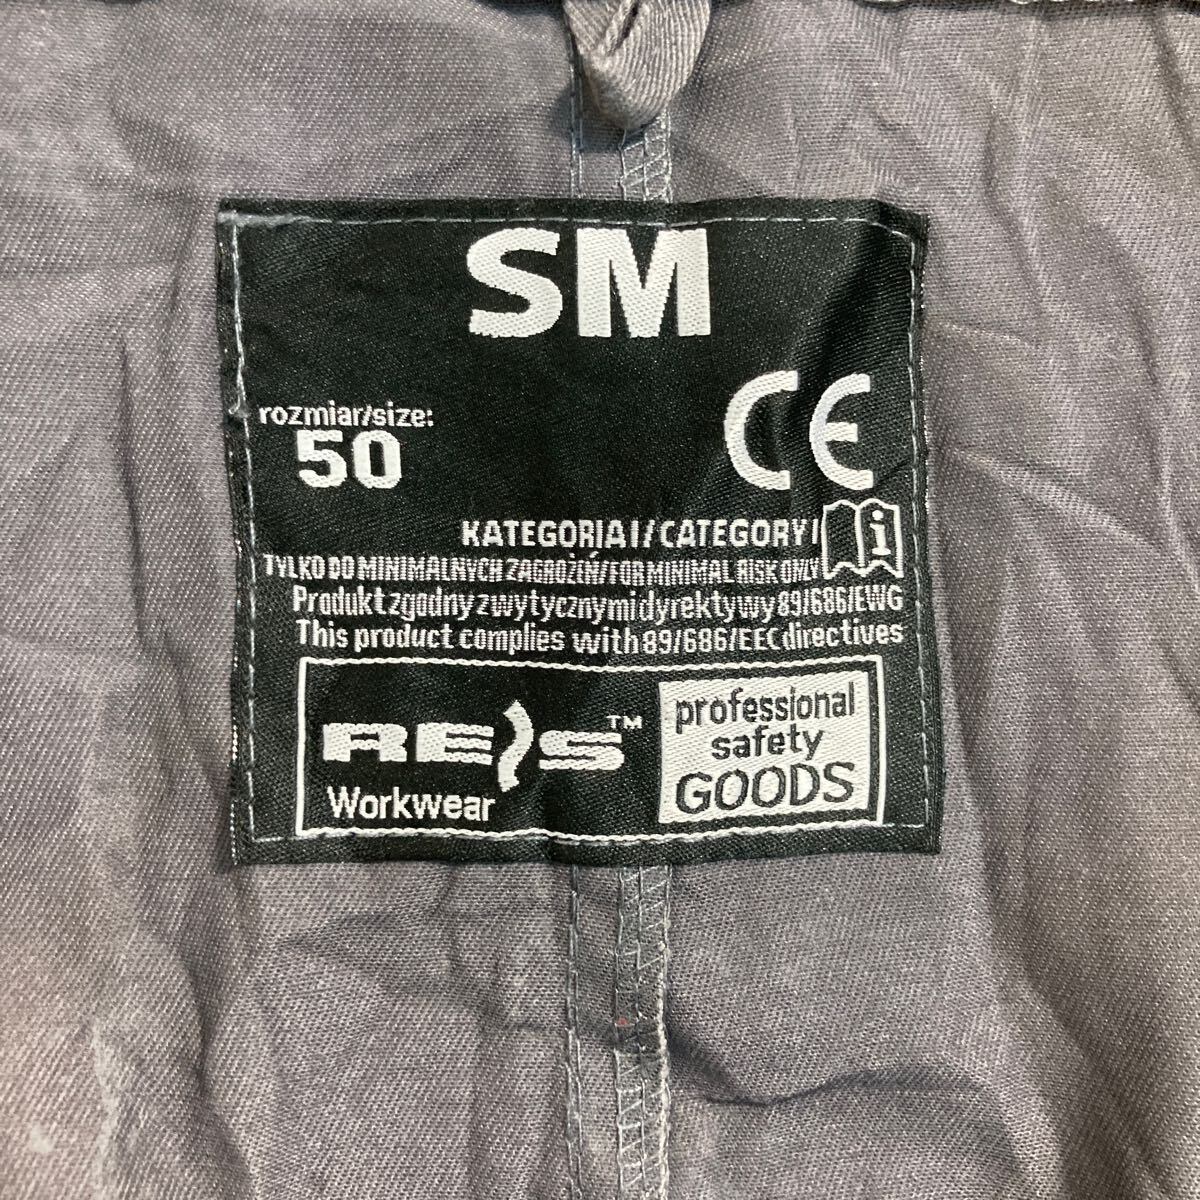 SM
rozmiar/size:
50
CE
KATEGORIA I / CATEGORY I
i
TYLKO DO MINIMALNYCH ZAGROŻEŃ/FOR MINIMAL RISK ONLY
Produkt zgodny z wytycznymi dyrektywy 89/686/EWG
This product complies with 89/686/EEC directives
REIS™
Workwear
professional
safety
GOODS